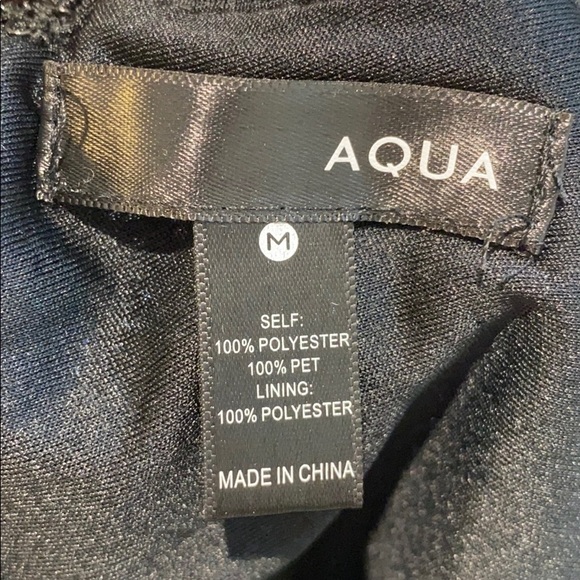 AQUA
M
SELF:
100% POLYESTER
100% PET
LINING:
100% POLYESTER
MADE IN CHINA